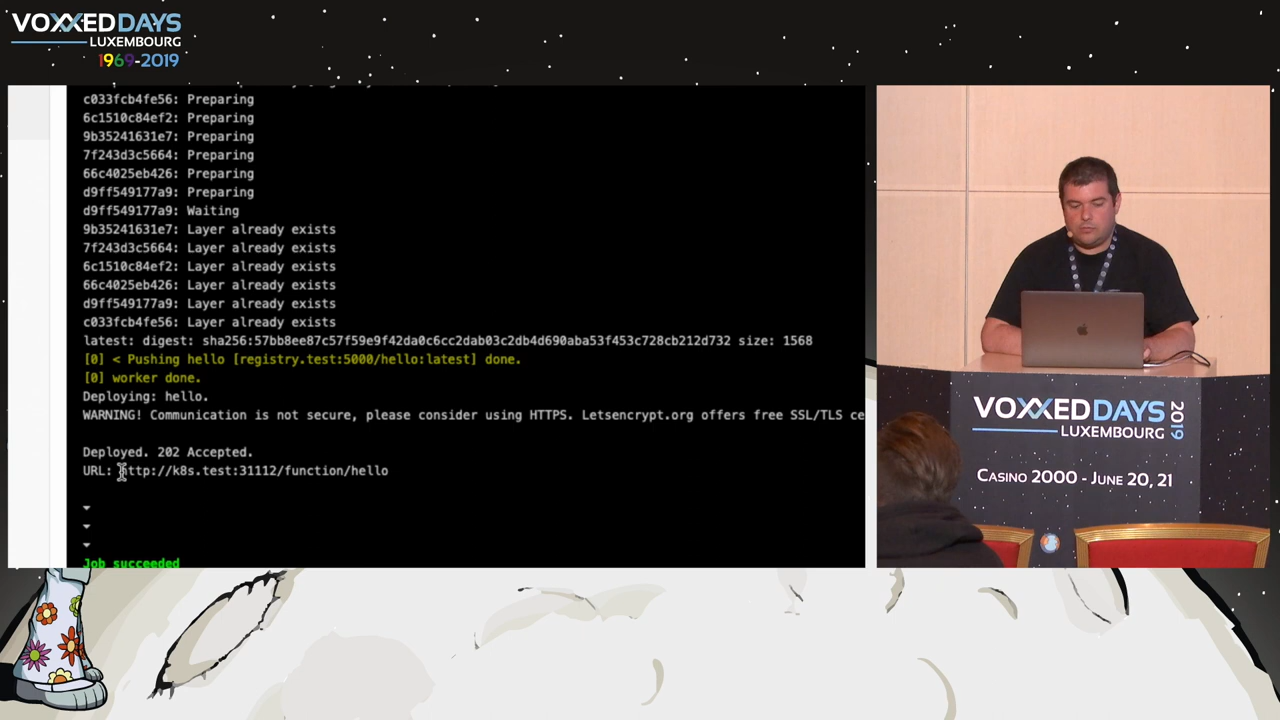 VOXXEDDAYS
LUXEMBOURG
1969-2019
c033fcb4fe56: Preparing
6c1510c84ef2: Preparing
9b35241631e7: Preparing
7f243d3c5664: Preparing
66c4025eb426: Preparing
d9ff549177a9: Preparing
d9ff549177a9: Waiting
9b35241631e7: Layer already exists
7f243d3c5664: Layer already exists
6c1510c84ef2: Layer already exists
66c4025eb426: Layer already exists
d9ff549177a9: Layer already exists
c033fcb4fe56: Layer already exists
latest: digest: sha256:57bb8ee87c57f59e9f42da0c6cc2dab03c2db4d690aba53f453c728cb212d732 size: 1568
[0] < Pushing hello [registry.test:5000/hello:latest] done.
[0] worker done.
Deploying: hello.
WARNING! Communication is not secure, please consider using HTTPS. Letsencrypt.org offers free SSL/TLS ce
Deployed. 202 Accepted.
URL: http://k8s.test:31112/function/hello
Job succeeded
VOXXEDDAYS 2019
LUXEMBOURG
CASINO 2000 - JUNE 20, 21